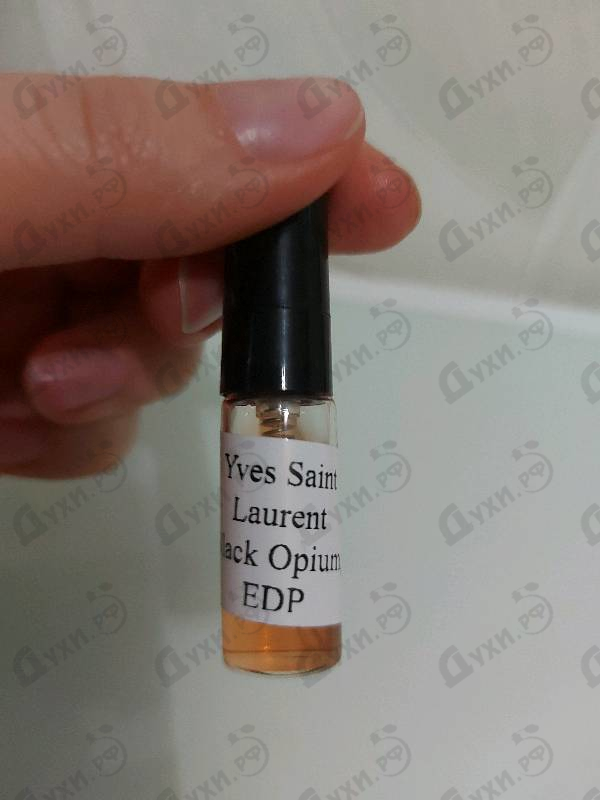 Yves Saint
Laurent
lack Opium
EDP
Духи.РФ